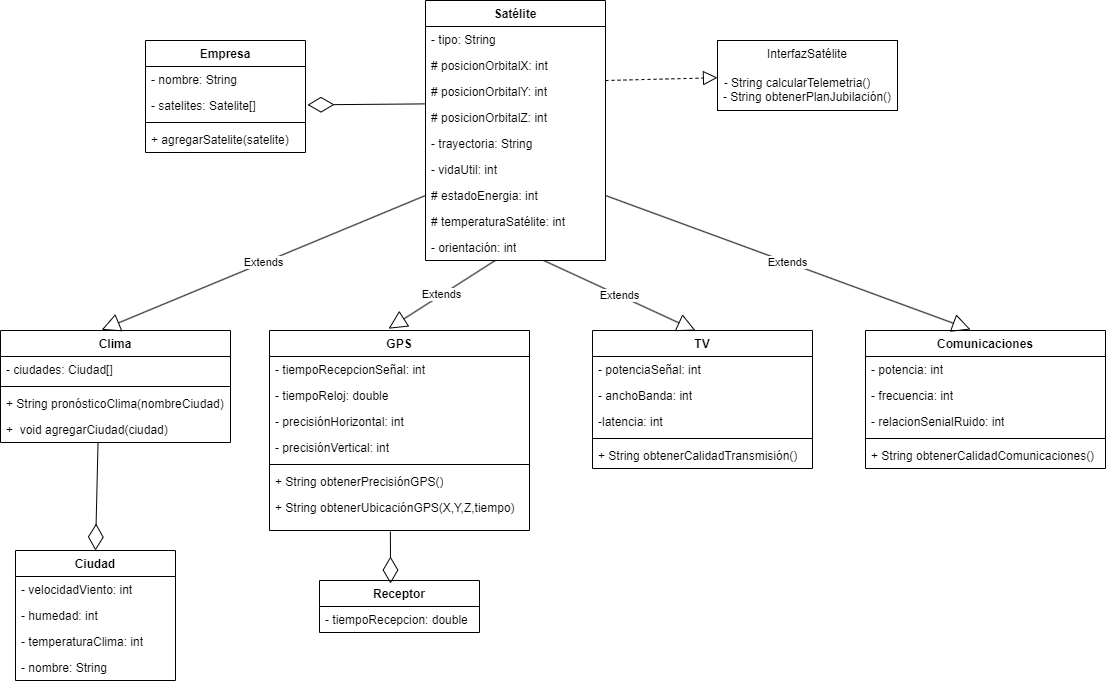 Satélite
- tipo: String
# posicionOrbitalX: int
# posicionOrbitalY: int
# posicionOrbitalZ: int
- trayectoria: String
- vidaUtil: int
# estadoEnergia: int
# temperaturaSatélite: int
- orientación: int
Empresa
- nombre: String
- satelites: Satelite[]
+ agregarSatelite(satelite)
InterfazSatélite
- String calcularTelemetria()
- String obtenerPlanJubilación()
Extends
Extends
Extends
Extends
Clima
- ciudades: Ciudad[]
+ String pronósticoClima(nombreCiudad)
+  void agregarCiudad(ciudad)
GPS
- tiempoRecepcionSeñal: int
- tiempoReloj: double
- precisiónHorizontal: int
- precisiónVertical: int
+ String obtenerPrecisiónGPS()
+ String obtenerUbicaciónGPS(X,Y,Z,tiempo)
TV
- potenciaSeñal: int
- anchoBanda: int
-latencia: int
+ String obtenerCalidadTransmisión()
Comunicaciones
- potencia: int
- frecuencia: int
- relacionSenialRuido: int
+ String obtenerCalidadComunicaciones()
Ciudad
- velocidadViento: int
- humedad: int
- temperaturaClima: int
- nombre: String
Receptor
- tiempoRecepcion: double